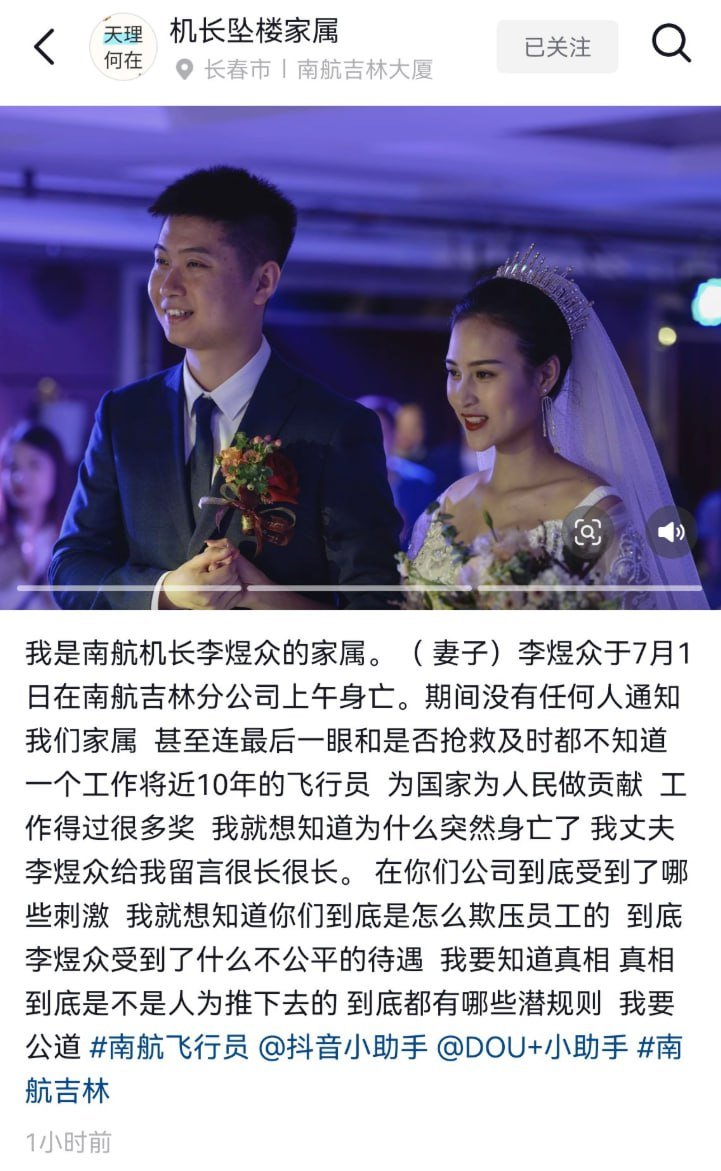 天理
何在
机长坠楼家属
长春市丨南航吉林大厦
已关注
我是南航机长李煜众的家属。（ 妻子）李煜众于7月1
日在南航吉林分公司上午身亡。期间没有任何人通知
我们家属  甚至连最后一眼和是否抢救及时都不知道
一个工作将近10年的飞行员  为国家为人民做贡献  工
作得过很多奖  我就想知道为什么突然身亡了 我丈夫
李煜众给我留言很长很长。 在你们公司到底受到了哪
些刺激  我就想知道你们到底是怎么欺压员工的  到底
李煜众受到了什么不公平的待遇  我要知道真相 真相
到底是不是人为推下去的 到底都有哪些潜规则  我要
公道 #南航飞行员 @抖音小助手 @DOU+小助手 #南
航吉林
1小时前